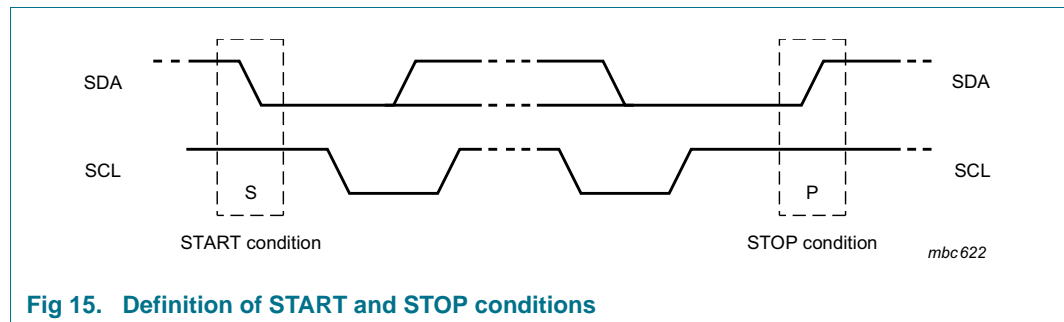 SDA SDA
SCL SCL
S P
START condition STOP condition
mbc622
Fig 15. Definition of START and STOP conditions